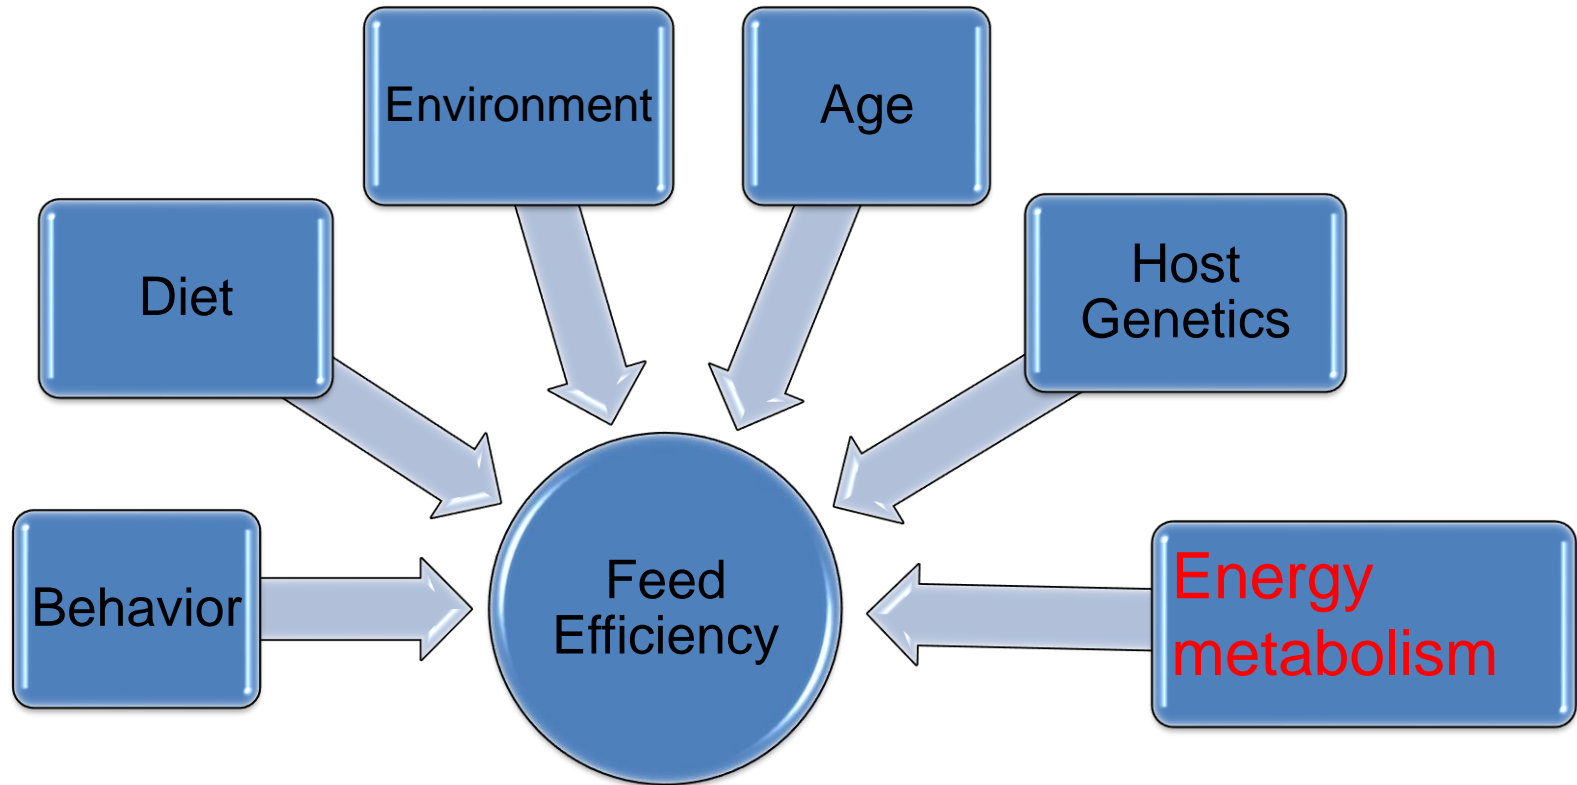 Environment
Age
Diet
Host
Genetics
Behavior
Feed
Efficiency
Energy
metabolism